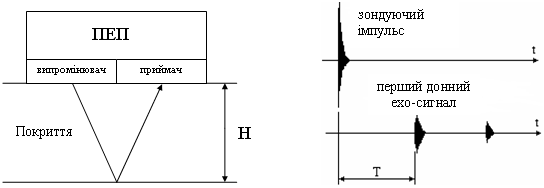 ПЕП
випромінювач
приймач
Покриття
Н
зондуючий
імпульс
t
перший донний
ехо-сигнал
t
T